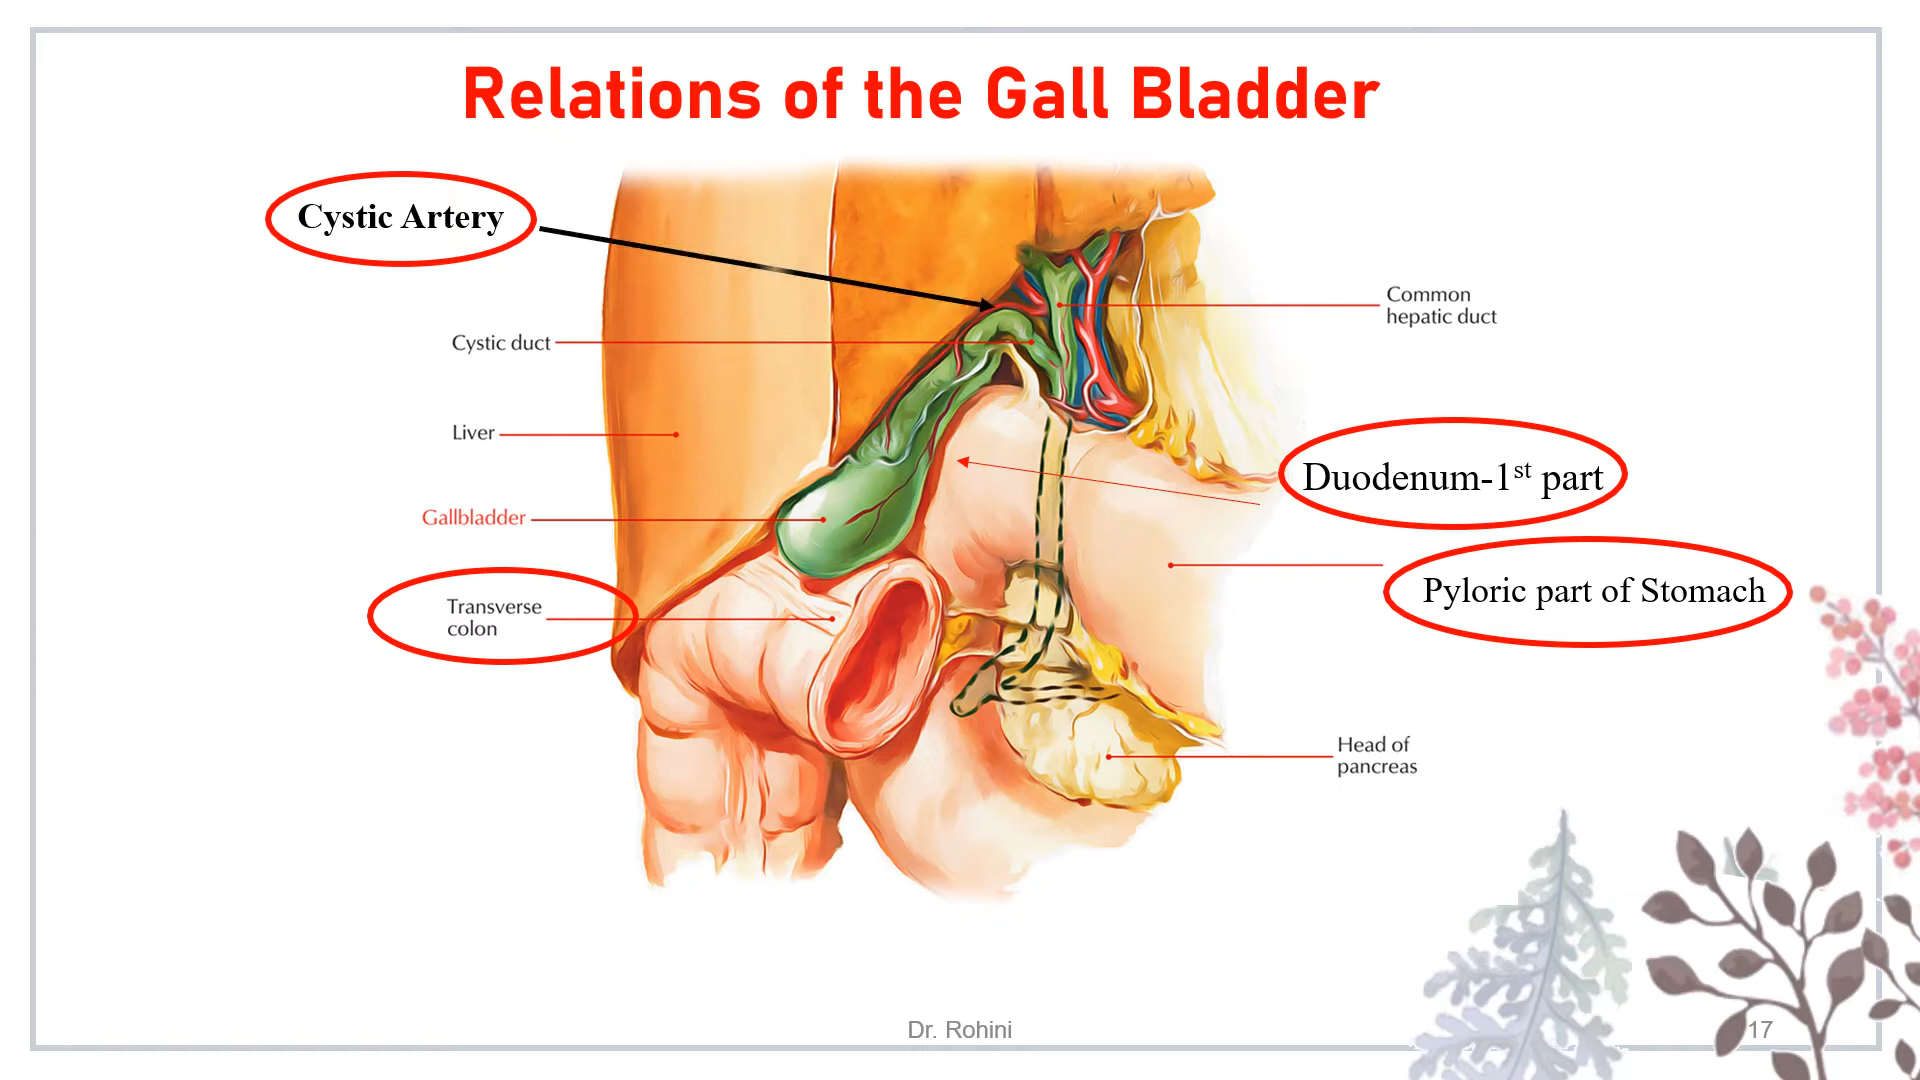 Relations of the Gall Bladder
Cystic Artery
Common
hepatic duct
Cystic duct
Liver
Duodenum-1st part
Gallbladder
Pyloric part of Stomach
Transverse
colon
Head of
pancreas
Dr. Rohini
17